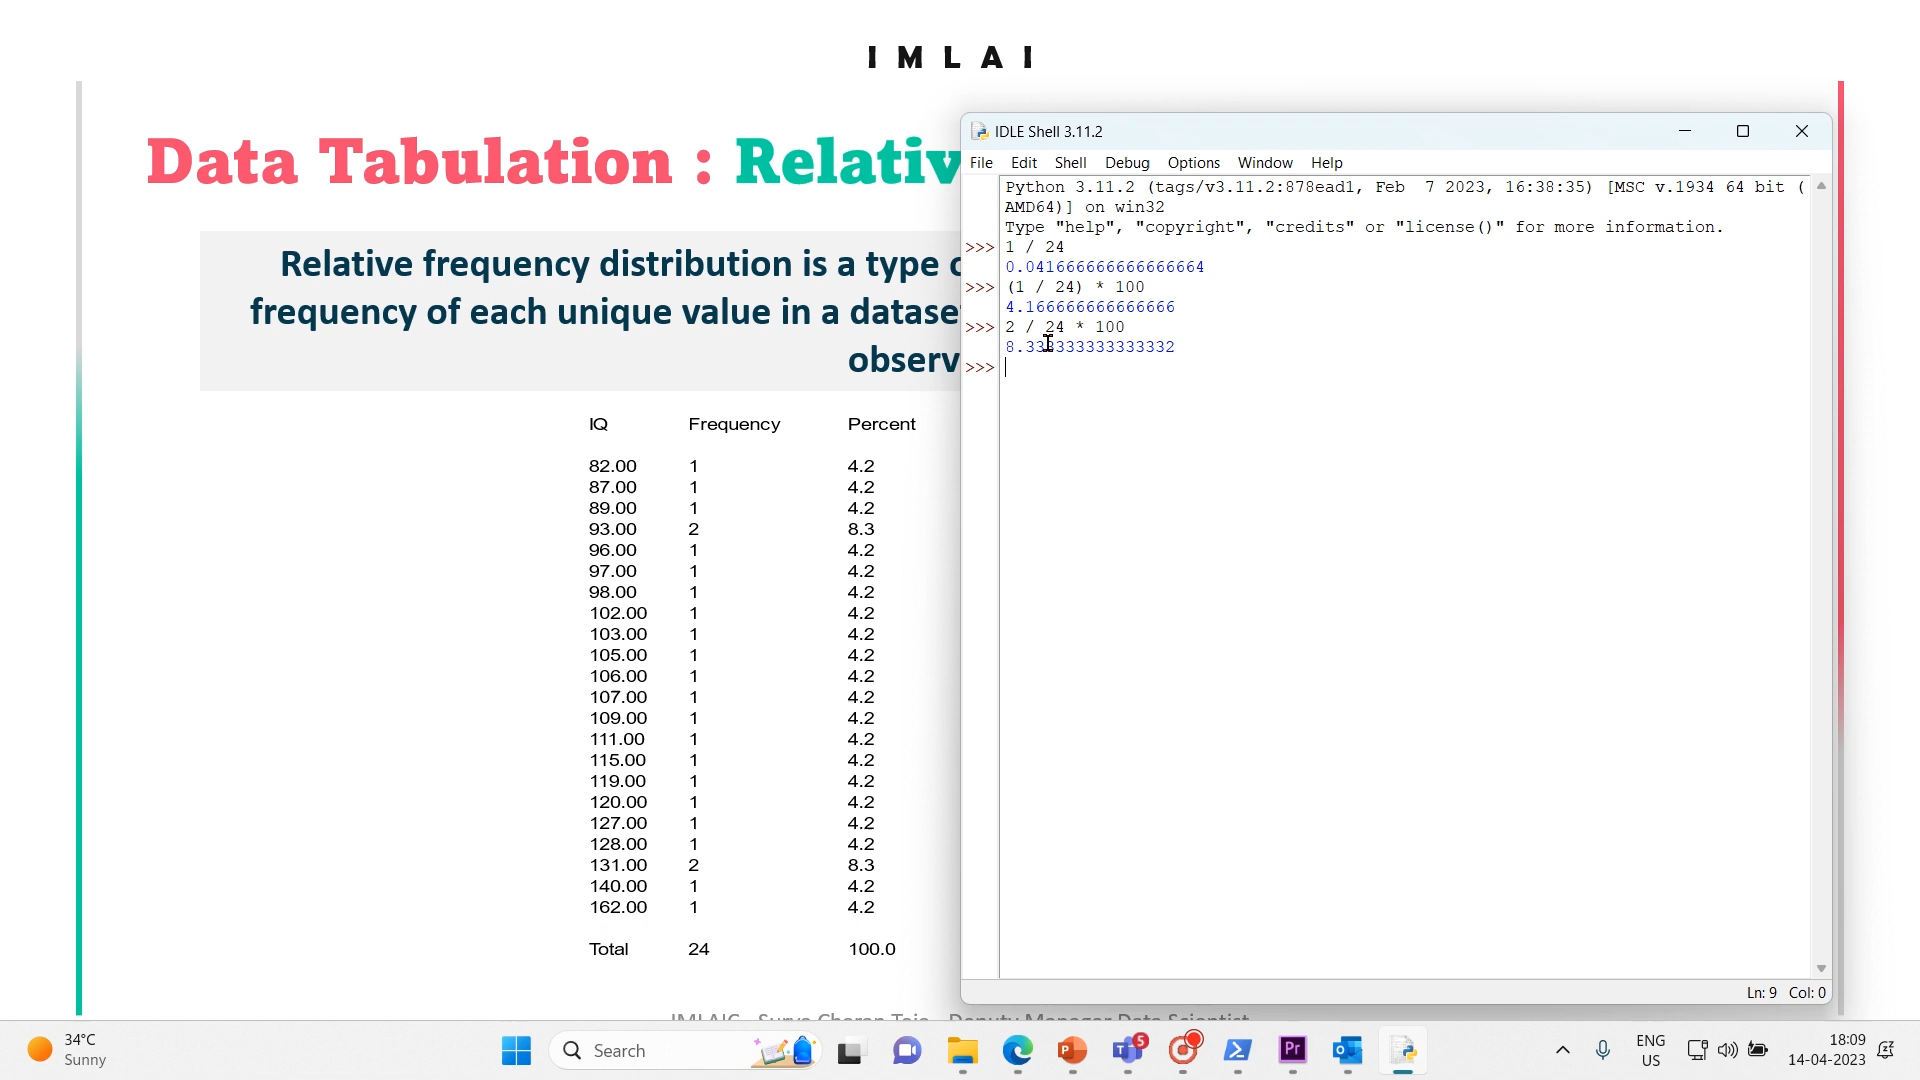 I M L A I
Data Tabulation : Relativ
Relative frequency distribution is a type
frequency of each unique value in a datase
observ
IQ Frequency Percent
82.00 1 4.2
87.00 1 4.2
89.00 1 4.2
93.00 2 8.3
96.00 1 4.2
97.00 1 4.2
98.00 1 4.2
102.00 1 4.2
103.00 1 4.2
105.00 1 4.2
106.00 1 4.2
107.00 1 4.2
109.00 1 4.2
111.00 1 4.2
115.00 1 4.2
119.00 1 4.2
120.00 1 4.2
127.00 1 4.2
128.00 1 4.2
131.00 2 8.3
140.00 1 4.2
162.00 1 4.2
Total 24 100.0
IDLE Shell 3.11.2
File Edit Shell Debug Options Window Help
Python 3.11.2 (tags/v3.11.2:878ead1, Feb  7 2023, 16:38:35) [MSC v.1934 64 bit (
AMD64)] on win32
Type "help", "copyright", "credits" or "license()" for more information.
>>> 1 / 24
0.041666666666666664
>>> (1 / 24) * 100
4.166666666666666
>>> 2 / 24 * 100
8.333333333333332
>>>
Ln: 9 Col: 0
34°C
Sunny
Search
5
Pr
ENG
US
18:09
14-04-2023